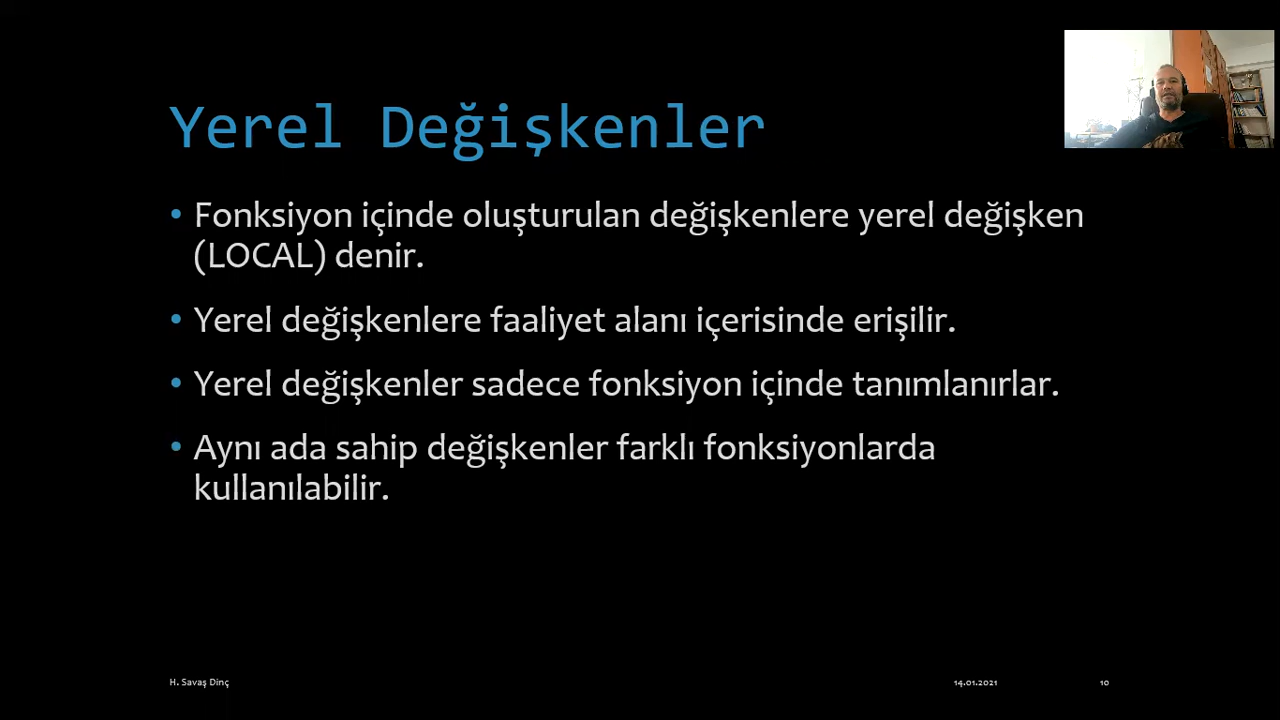 Yerel Değişkenler
• Fonksiyon içinde oluşturulan değişkenlere yerel değişken
(LOCAL) denir.
• Yerel değişkenlere faaliyet alanı içerisinde erişilir.
• Yerel değişkenler sadece fonksiyon içinde tanımlanırlar.
• Aynı ada sahip değişkenler farklı fonksiyonlarda
kullanılabilir.
H. Savaş Dinç
14.01.2021
10